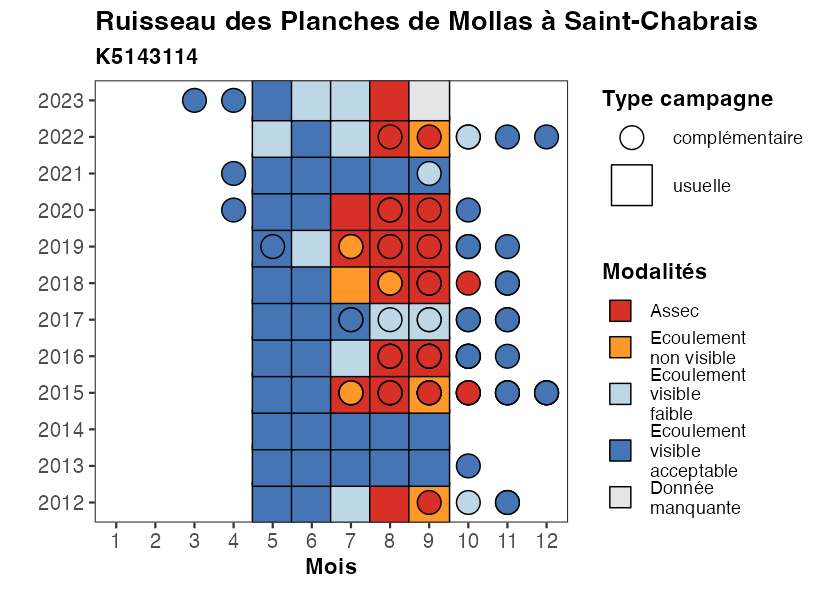 Ruisseau des Planches de Mollas à Saint-Chabrais
K5143114
2023
2022
2021
2020
2019
2018
2017
2016
2015
2014
2013
2012
1 2 3 4 5 6 7 8 9 10 11 12
Mois
Type campagne
complémentaire
usuelle
Modalités
Assec
Ecoulement
non visible
Ecoulement
visible
faible
Ecoulement
visible
acceptable
Donnée
manquante